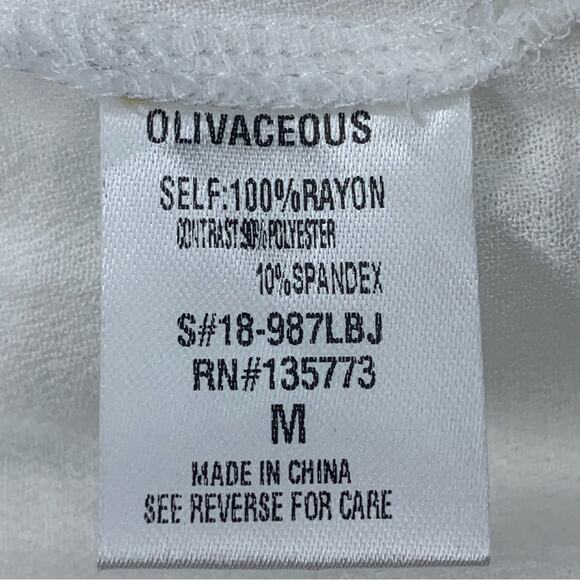 OLIVACEOUS
SELF:100%RAYON
CONTRAST:90%POLYESTER
10%SPANDEX
S#18-987LBJ
RN#135773
M
MADE IN CHINA
SEE REVERSE FOR CARE